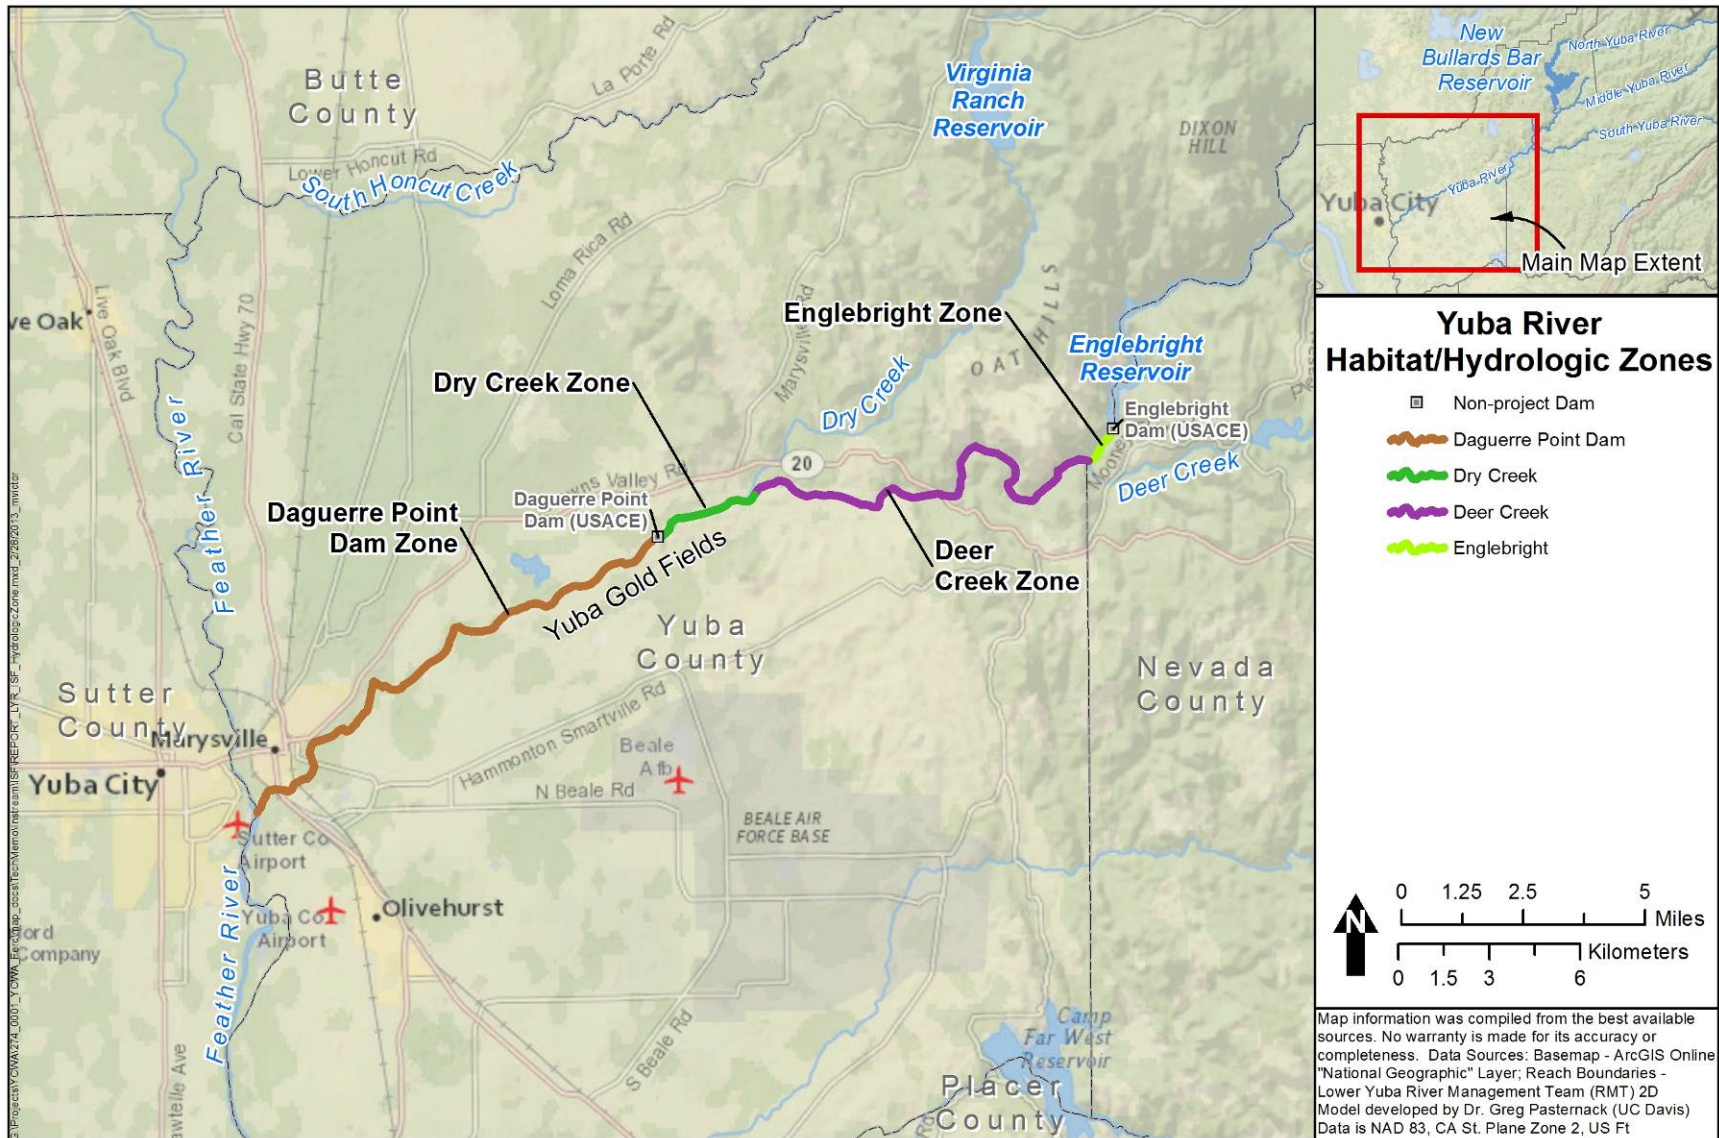 Butte
County
La Porte Rd
Virginia
Ranch
Reservoir
DIXON
HILL
Lower Honcut Rd
South Honcut Creek
Loma Rica Rd
Live Oak Blvd
ve Oak
Cal State Hwy 70
Marysville Rd
OAT HILLS
Englebright Zone
Englebright
Reservoir
Dry Creek Zone
Dry Creek
Englebright
Dam (USACE)
Feather River
20
Deer Creek
Daguerre Point
Dam (USACE)
Daguerre Point
Dam Zone
Deer
Creek Zone
Yuba Gold Fields
Yuba
County
Nevada
County
Sutter
County
Marysville
Yuba City
Hammonton Smartville Rd
Beale
Afb
N Beale Rd
BEALE AIR
FORCE BASE
Sutter Co
Airport
Yuba Co
Airport
Olivehurst
ord
Company
Feather River
S Beale Rd
Camp
Far West
Reservoir
Placer
County
awtelle Ave
New
Bullards Bar
Reservoir
North Yuba River
Middle Yuba River
South Yuba River
Yuba River
Yuba City
Main Map Extent
Yuba River
Habitat/Hydrologic Zones
Non-project Dam
Daguerre Point Dam
Dry Creek
Deer Creek
Englebright
N
0 1.25 2.5 5
Miles
Kilometers
0 1.5 3 6
Map information was compiled from the best available
sources. No warranty is made for its accuracy or
completeness. Data Sources: Basemap - ArcGIS Online
"National Geographic" Layer; Reach Boundaries -
Lower Yuba River Management Team (RMT) 2D
Model developed by Dr. Greg Pasternack (UC Davis)
Data is NAD 83, CA St. Plane Zone 2, US Ft